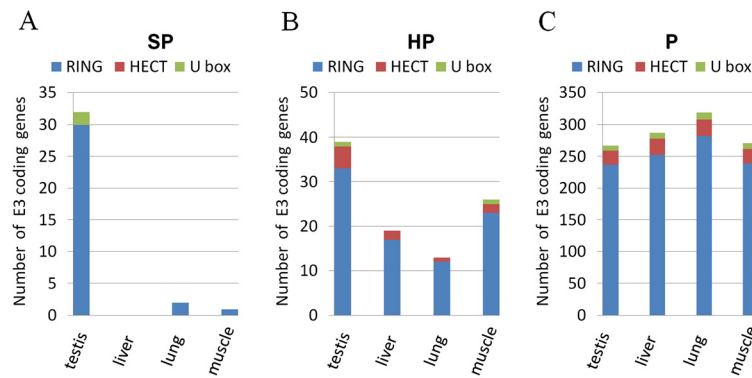 A
SP
RING HECT U box
Number of E3 coding genes
35
30
25
20
15
10
5
0
testis liver lung muscle
B
HP
RING HECT U box
Number of E3 coding genes
50
40
30
20
10
0
testis liver lung muscle
C
P
RING HECT U box
Number of E3 coding genes
350
300
250
200
150
100
50
0
testis liver lung muscle